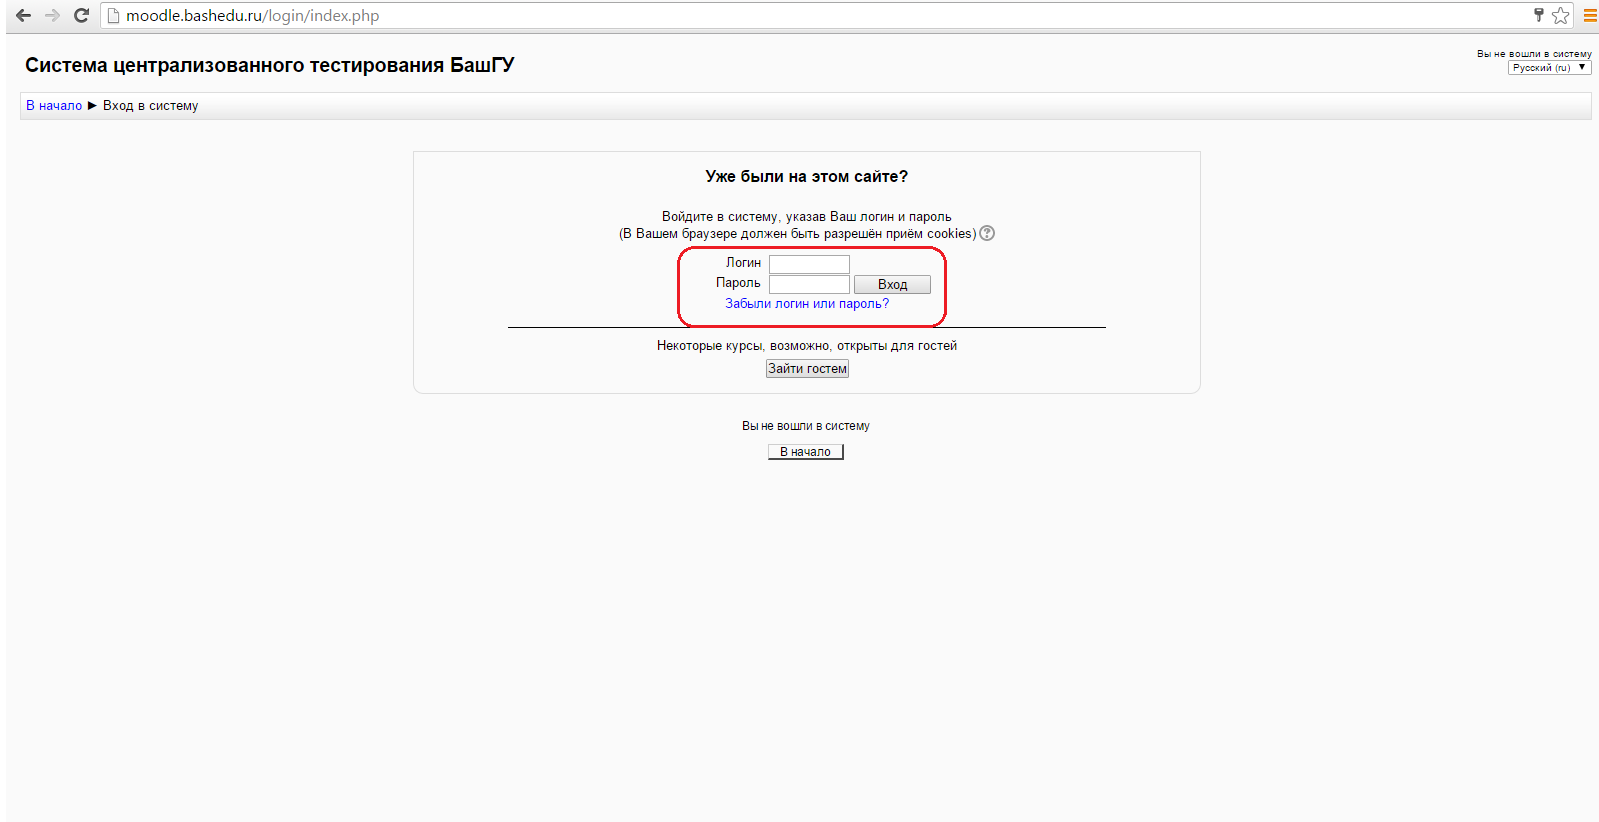 moodle.bashedu.ru/login/index.php
Вы не вошли в систему
Система централизованного тестирования БашГУ
Русский (ru) ▼
В начало ► Вход в систему
Уже были на этом сайте?
Войдите в систему, указав Ваш логин и пароль
(В Вашем браузере должен быть разрешён приём cookies) ?
Логин
Пароль Вход
Забыли логин или пароль?
Некоторые курсы, возможно, открыты для гостей
Зайти гостем
Вы не вошли в систему
В начало